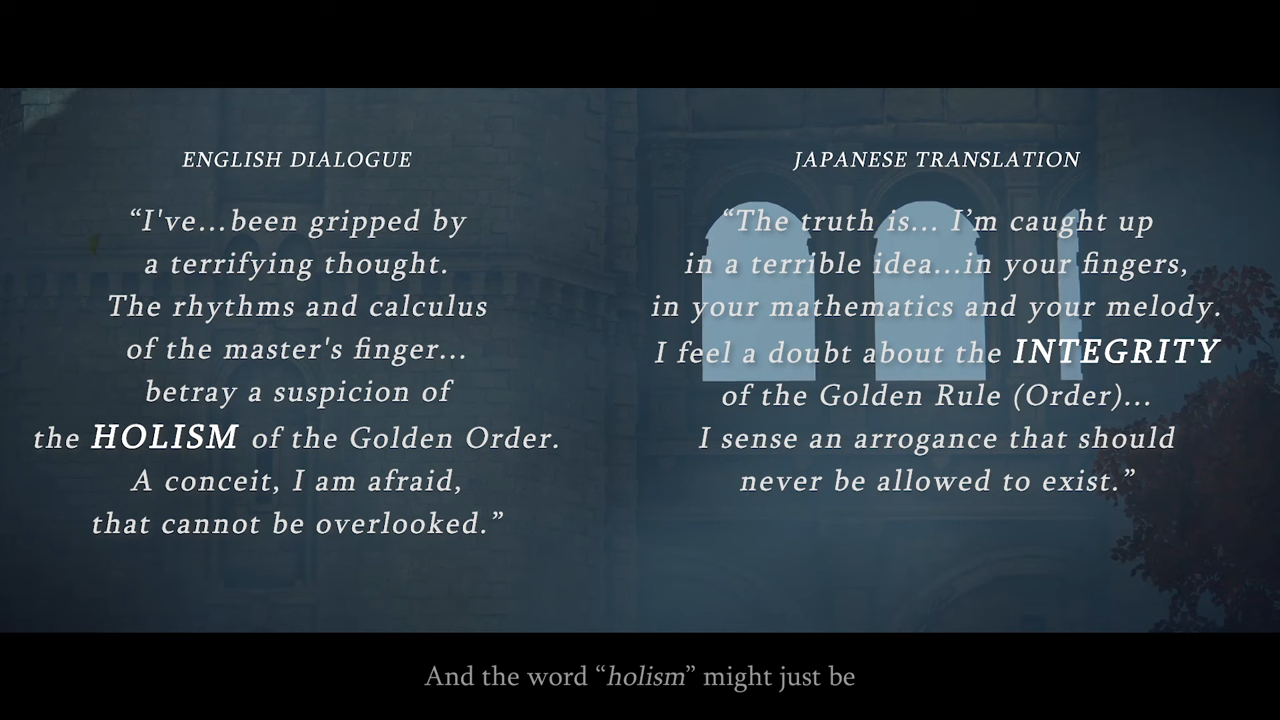 ENGLISH DIALOGUE
“I've...been gripped by
a terrifying thought.
The rhythms and calculus
of the master's finger...
betray a suspicion of
the HOLISM of the Golden Order.
A conceit, I am afraid,
that cannot be overlooked.”
JAPANESE TRANSLATION
“The truth is... I’m caught up
in a terrible idea...in your fingers,
in your mathematics and your melody.
I feel a doubt about the INTEGRITY
of the Golden Rule (Order)...
I sense an arrogance that should
never be allowed to exist.”
And the word “holism” might just be